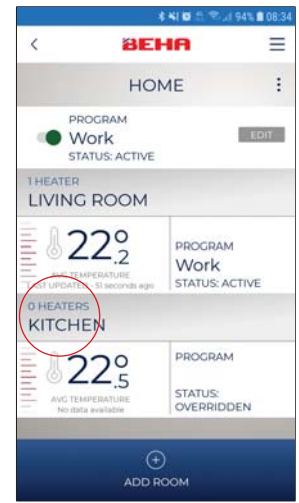 94% 08:34
BEHA
HOME
PROGRAM
Work
STATUS: ACTIVE
EDIT
1 HEATER
LIVING ROOM
22°.2
AVG TEMPERATURE
LAST UPDATED - 51 seconds ago
PROGRAM
Work
STATUS: ACTIVE
0 HEATERS
KITCHEN
22°.5
AVG TEMPERATURE
No data available
PROGRAM
STATUS:
OVERRIDDEN
ADD ROOM